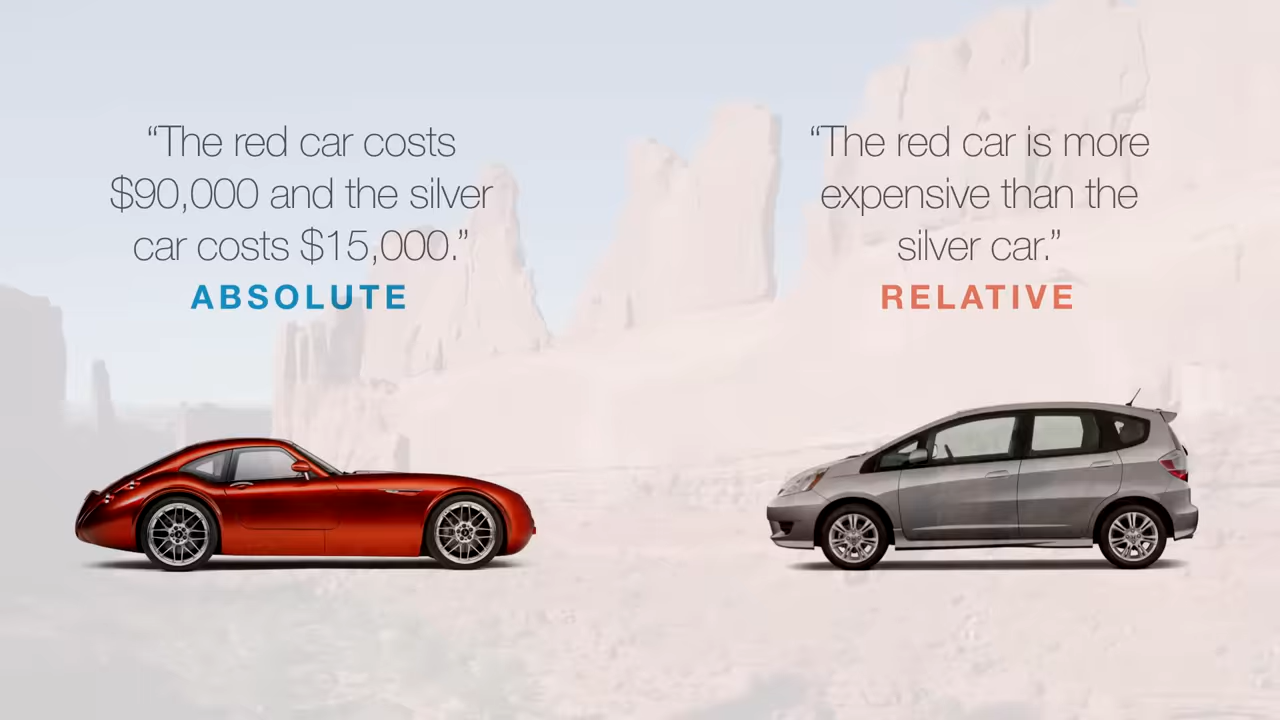 “The red car costs
$90,000 and the silver
car costs $15,000.”
ABSOLUTE
“The red car is more
expensive than the
silver car.”
RELATIVE